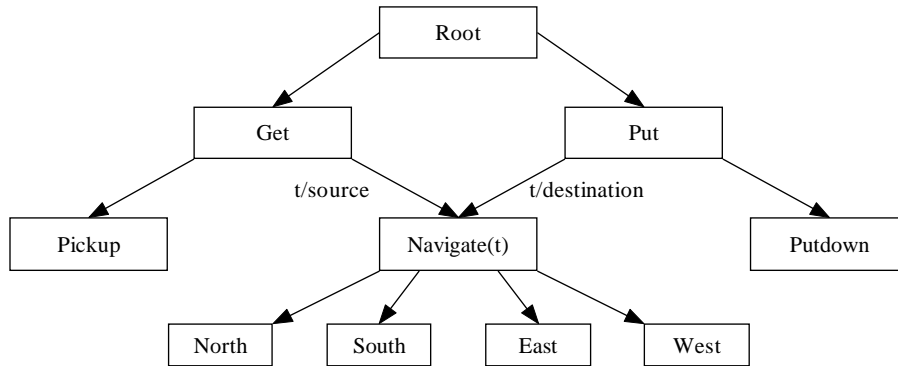 Root
Get
Put
t/source
t/destination
Pickup
Navigate(t)
Putdown
North
South
East
West